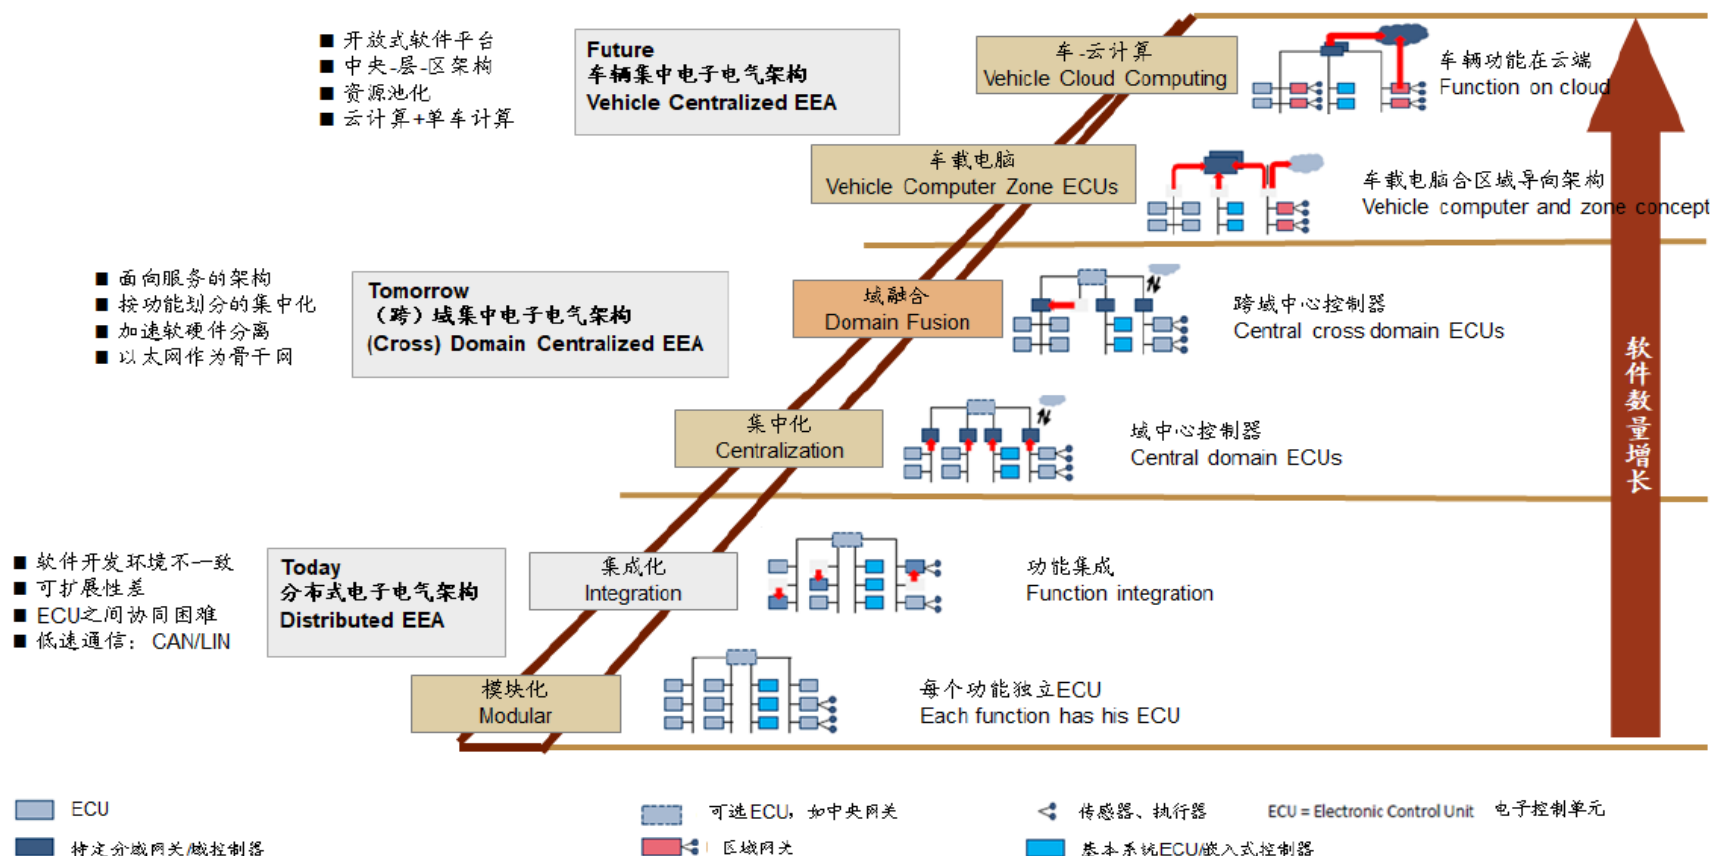 ■ 开放式软件平台
■ 中央-层-区架构
■ 资源池化
■ 云计算+单车计算
Future
车辆集中电子电气架构
Vehicle Centralized EEA
车-云计算
Vehicle Cloud Computing
车辆功能在云端
Function on cloud
车载电脑
Vehicle Computer Zone ECUs
车载电脑合区域导向架构
Vehicle computer and zone concept
■ 面向服务的架构
■ 按功能划分的集中化
■ 加速软硬件分离
■ 以太网作为骨干网
Tomorrow
（跨）域集中电子电气架构
(Cross) Domain Centralized EEA
域融合
Domain Fusion
跨域中心控制器
Central cross domain ECUs
集中化
Centralization
域中心控制器
Central domain ECUs
软件数量增长
■ 软件开发环境不一致
■ 可扩展性差
■ ECU之间协同困难
■ 低速通信：CAN/LIN
Today
分布式电子电气架构
Distributed EEA
集成化
Integration
功能集成
Function integration
模块化
Modular
每个功能独立ECU
Each function has his ECU
ECU
可选ECU，如中央网关
传感器、执行器
ECU = Electronic Control Unit 电子控制单元
特定分域网关/域控制器
区域网关
基本系统ECU/嵌入式控制器